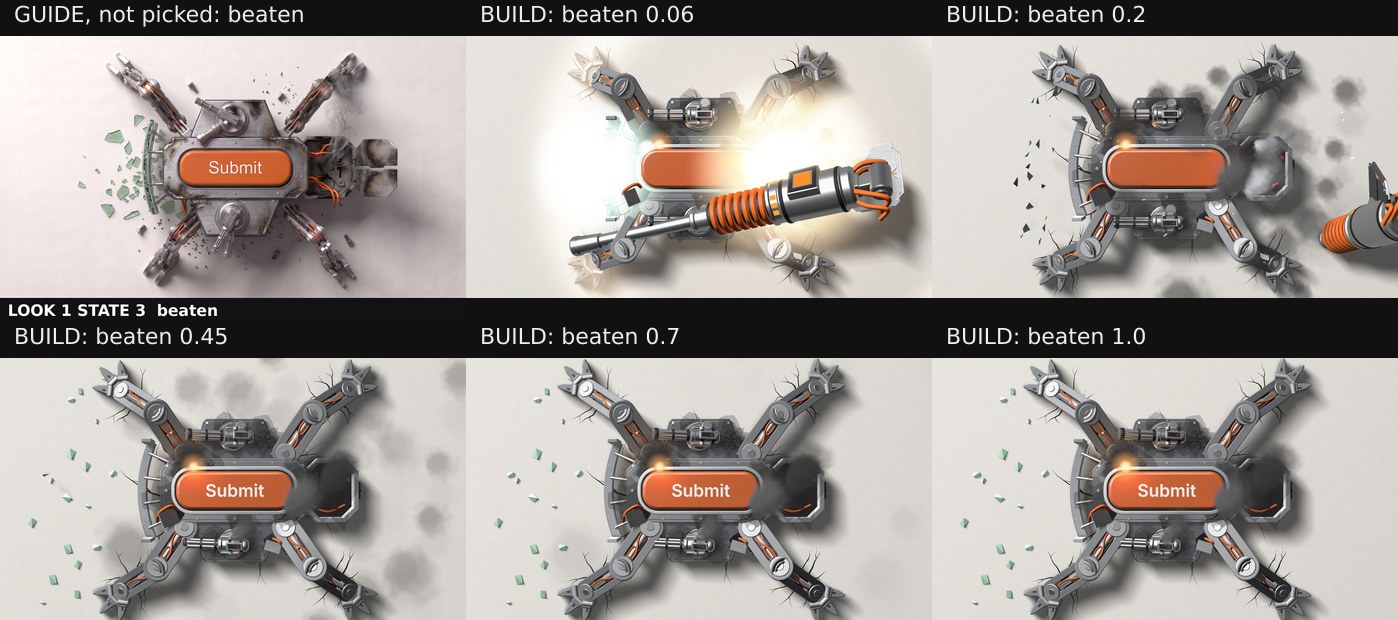 GUIDE, not picked: beaten
BUILD: beaten 0.06
BUILD: beaten 0.2
Submit
LOOK 1 STATE 3 beaten
BUILD: beaten 0.45
BUILD: beaten 0.7
BUILD: beaten 1.0
Submit
Submit
Submit